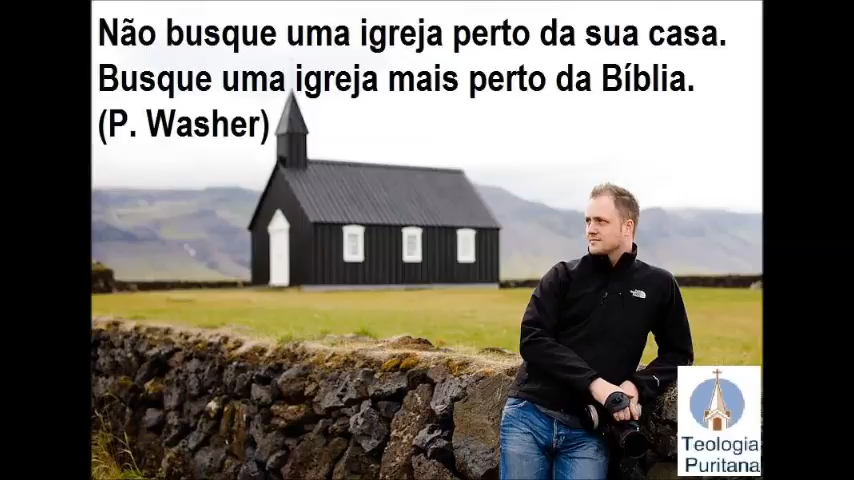 Não busque uma igreja perto da sua casa.
Busque uma igreja mais perto da Bíblia.
(P. Washer)
Teologia
Puritana